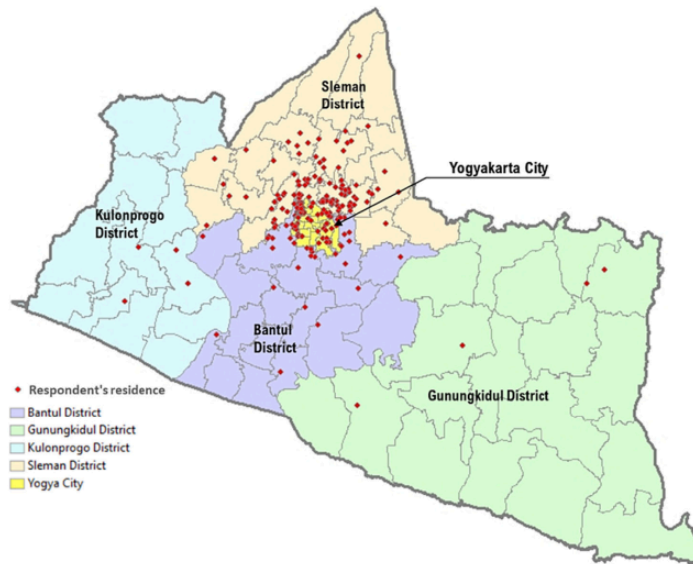 Sleman
District
Yogyakarta City
Kulonprogo
District
Bantul
District
Gunungkidul District
Respondent's residence
Bantul District
Gunungkidul District
Kulonprogo District
Sleman District
Yogya City